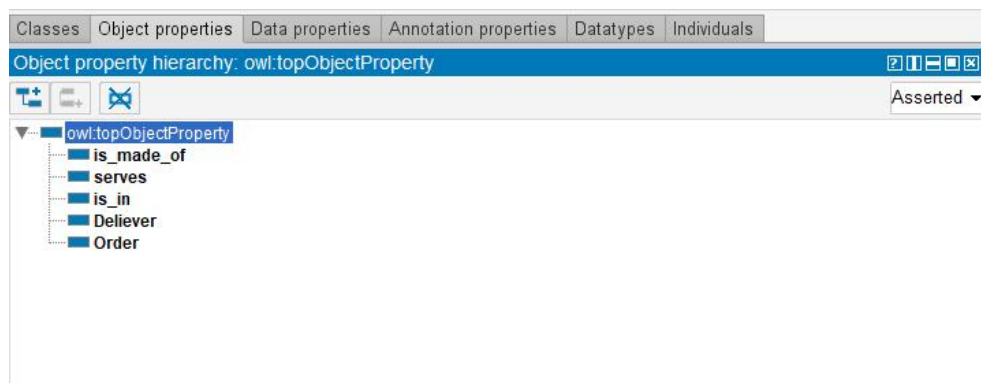 Classes Object properties Data properties Annotation properties Datatypes Individuals
Object property hierarchy: owl:topObjectProperty
Asserted
owl:topObjectProperty
is_made_of
serves
is_in
Deliever
Order